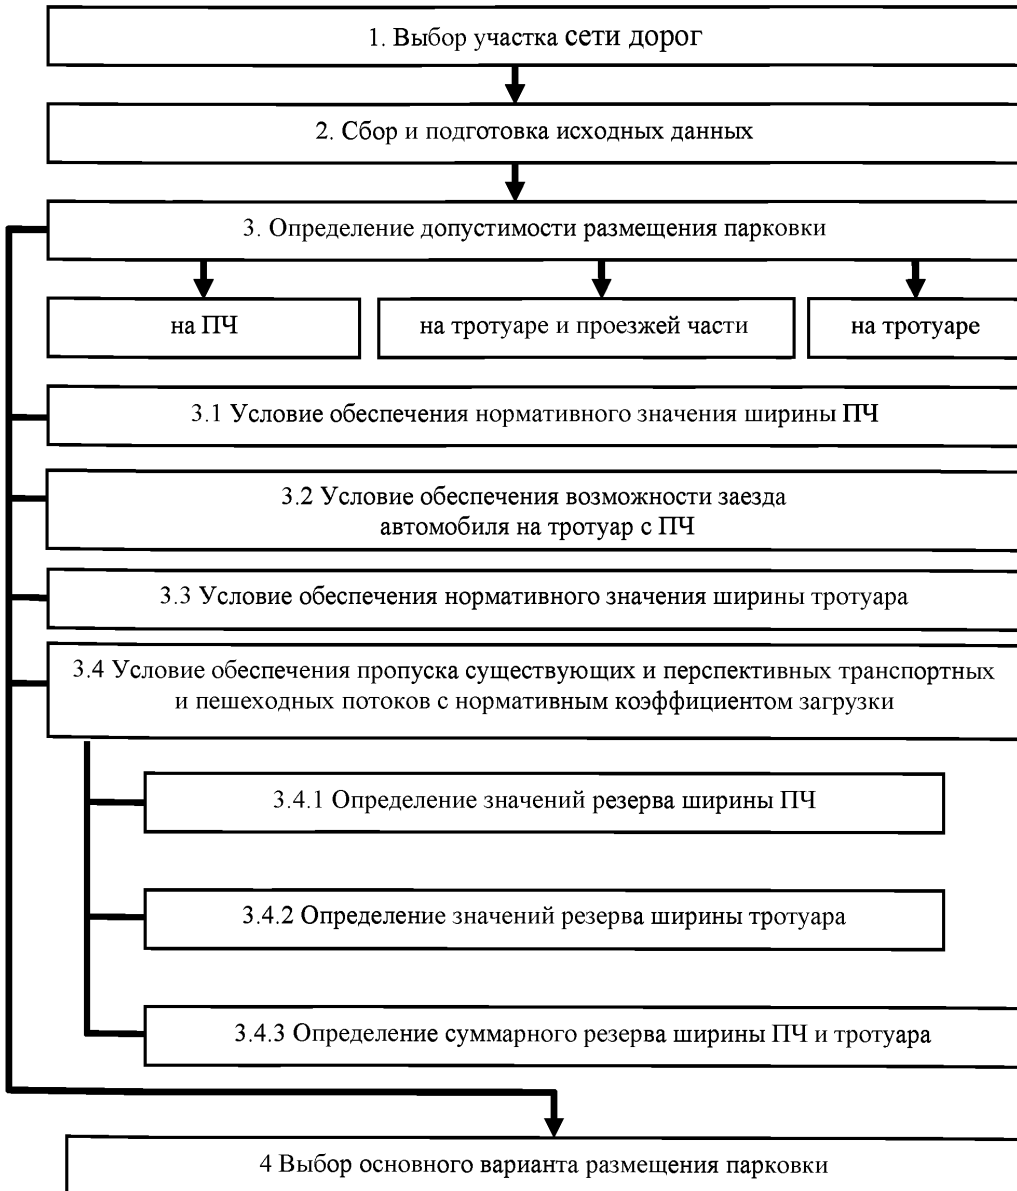 1. Выбор участка сети дорог
2. Сбор и подготовка исходных данных
3. Определение допустимости размещения парковки
на ПЧ
на тротуаре и проезжей части
на тротуаре
3.1 Условие обеспечения нормативного значения ширины ПЧ
3.2 Условие обеспечения возможности заезда
автомобиля на тротуар с ПЧ
3.3 Условие обеспечения нормативного значения ширины тротуара
3.4 Условие обеспечения пропуска существующих и перспективных транспортных
и пешеходных потоков с нормативным коэффициентом загрузки
3.4.1 Определение значений резерва ширины ПЧ
3.4.2 Определение значений резерва ширины тротуара
3.4.3 Определение суммарного резерва ширины ПЧ и тротуара
4 Выбор основного варианта размещения парковки